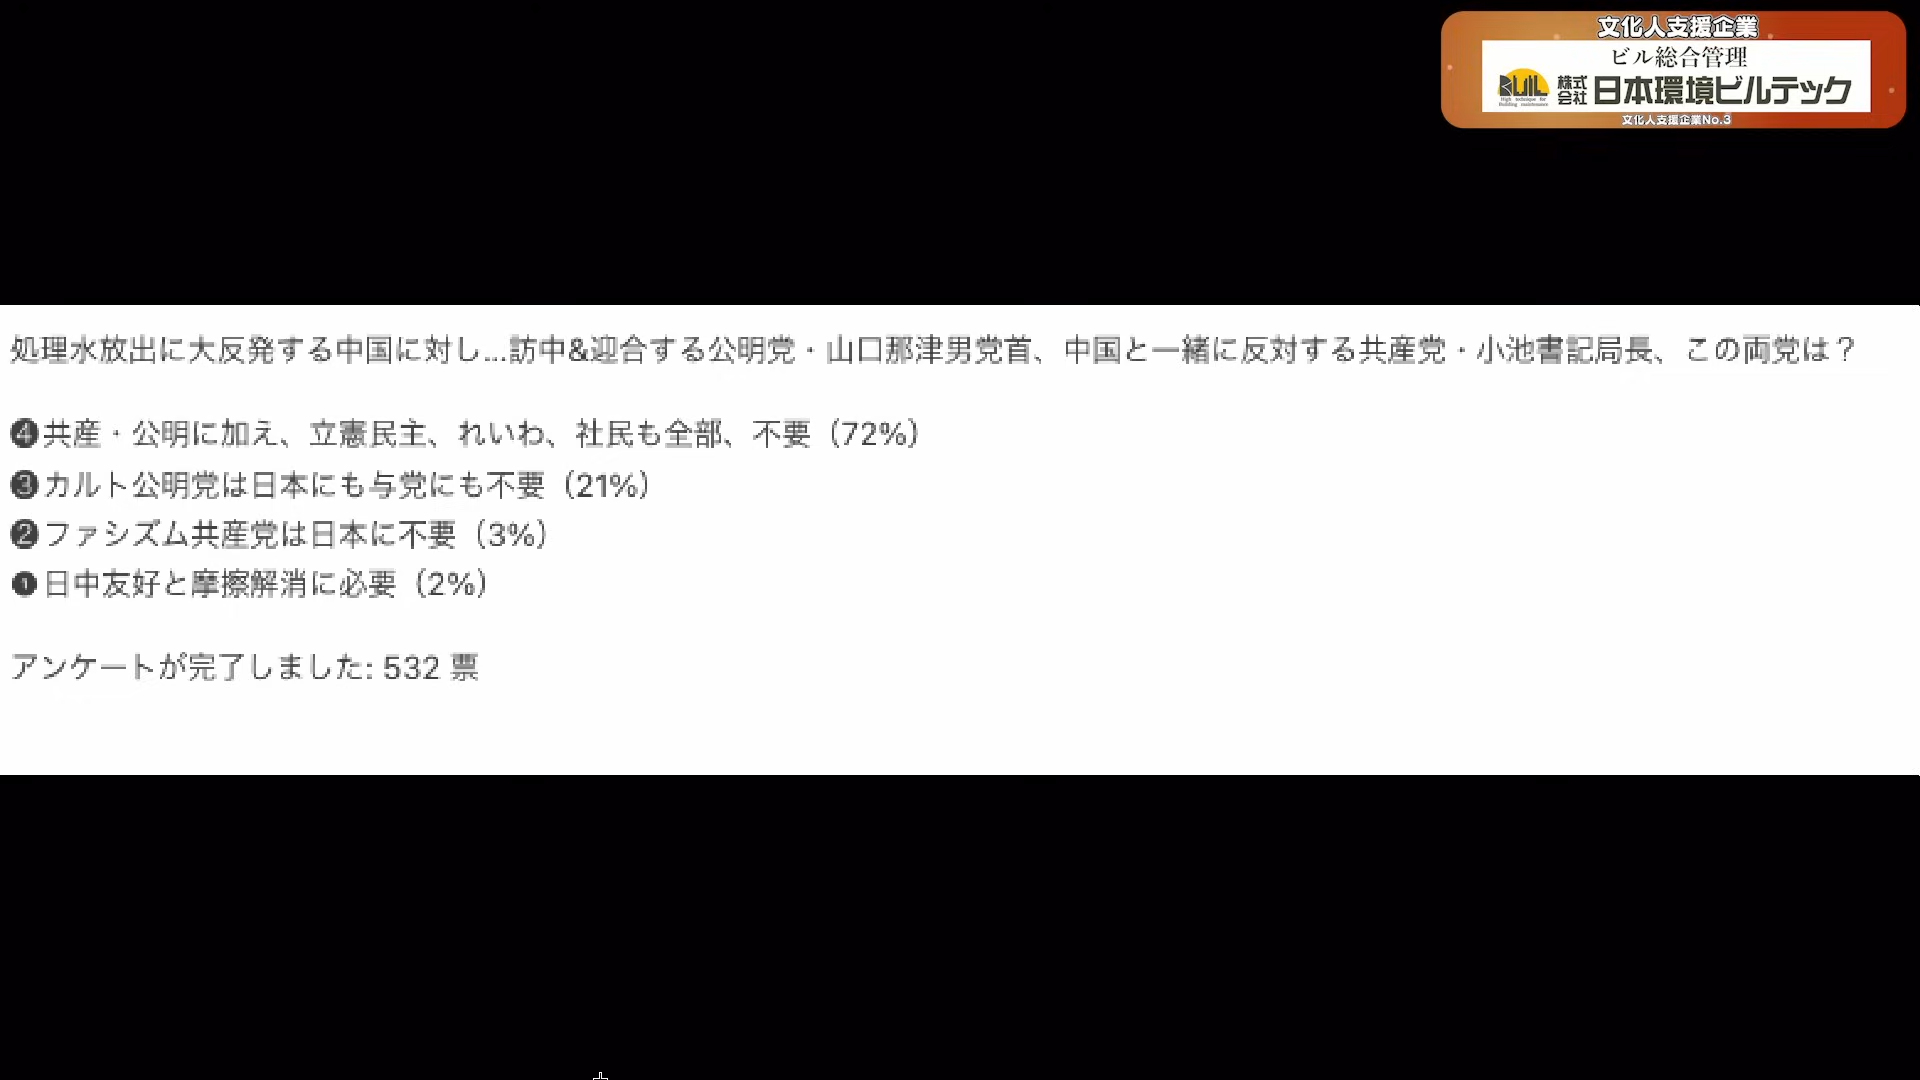 文化人支援企業
ビル総合管理
BUIL
High technique for
Building maintenance
株式会社 日本環境ビルテック
文化人支援企業No.3
処理水放出に大反発する中国に対し...訪中&迎合する公明党・山口那津男党首、中国と一緒に反対する共産党・小池書記局長、この両党は？
❹共産・公明に加え、立憲民主、れいわ、社民も全部、不要（72%）
❸カルト公明党は日本にも与党にも不要（21%）
❷ファシズム共産党は日本に不要（3%）
❶日中友好と摩擦解消に必要（2%）
アンケートが完了しました: 532 票